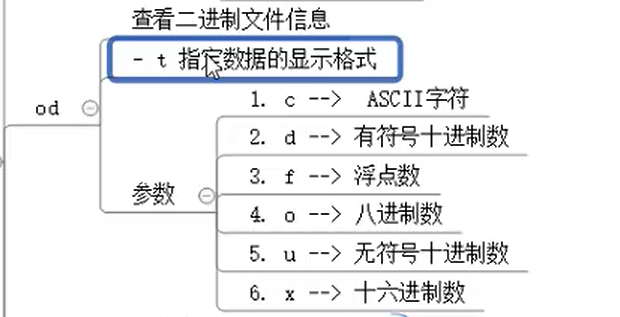 查看二进制文件信息
- t 指定数据的显示格式
od
参数
1. c --> ASCII字符
2. d --> 有符号十进制数
3. f --> 浮点数
4. o --> 八进制数
5. u --> 无符号十进制数
6. x --> 十六进制数